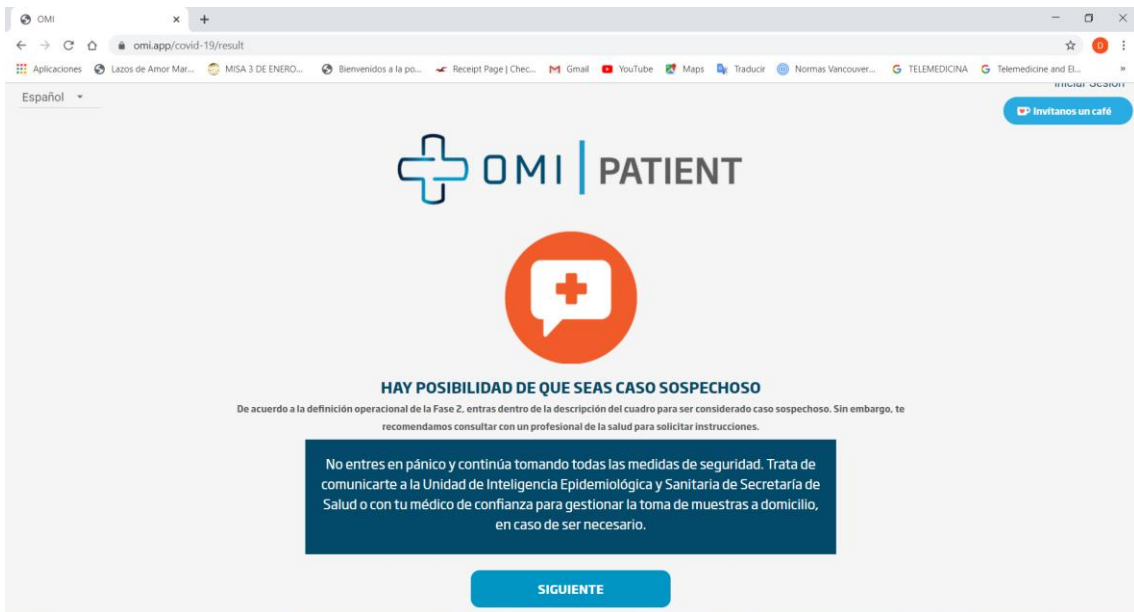 OMI
omi.app/covid-19/result
D
Aplicaciones Lazos de Amor Mar... MISA 3 DE ENERO... Bienvenidos a la po... Receipt Page | Chec... Gmail YouTube Maps Traducir Normas Vancouver... TELEMEDICINA Telemedicine and El... »
Español Iniciar Sesión
Invítanos un café
OMI | PATIENT
HAY POSIBILIDAD DE QUE SEAS CASO SOSPECHOSO
De acuerdo a la definición operacional de la Fase 2, entras dentro de la descripción del cuadro para ser considerado caso sospechoso. Sin embargo, te
recomendamos consultar con un profesional de la salud para solicitar instrucciones.
No entres en pánico y continúa tomando todas las medidas de seguridad. Trata de
comunicarte a la Unidad de Inteligencia Epidemiológica y Sanitaria de Secretaría de
Salud o con tu médico de confianza para gestionar la toma de muestras a domicilio,
en caso de ser necesario.
SIGUIENTE